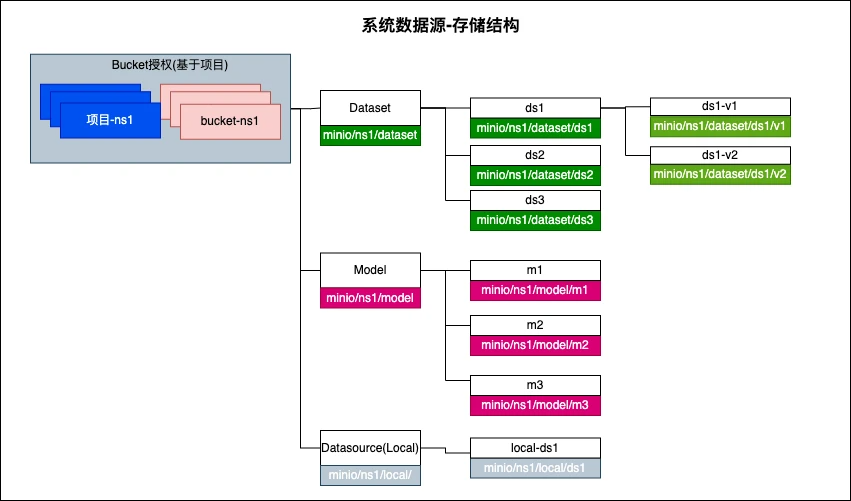 系统数据源-存储结构
Bucket授权(基于项目)
项目-ns1
bucket-ns1
Dataset
minio/ns1/dataset
ds1
minio/ns1/dataset/ds1
ds1-v1
minio/ns1/dataset/ds1/v1
ds1-v2
minio/ns1/dataset/ds1/v2
ds2
minio/ns1/dataset/ds2
ds3
minio/ns1/dataset/ds3
Model
minio/ns1/model
m1
minio/ns1/model/m1
m2
minio/ns1/model/m2
m3
minio/ns1/model/m3
Datasource(Local)
minio/ns1/local/
local-ds1
minio/ns1/local/ds1